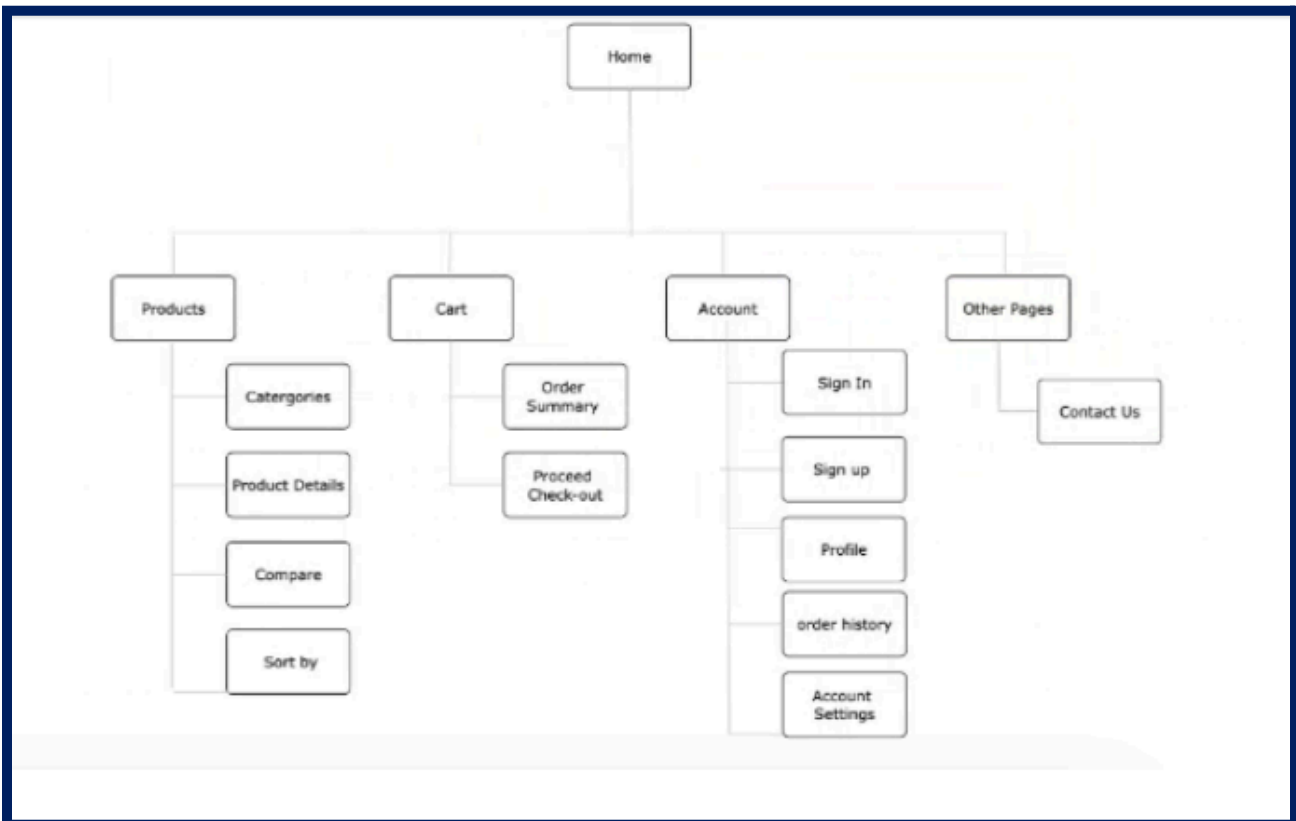 Home
Products
Cart
Account
Other Pages
Catergories
Product Details
Compare
Sort by
Order
Summary
Proceed
Check-out
Sign In
Sign up
Profile
order history
Account
Settings
Contact Us